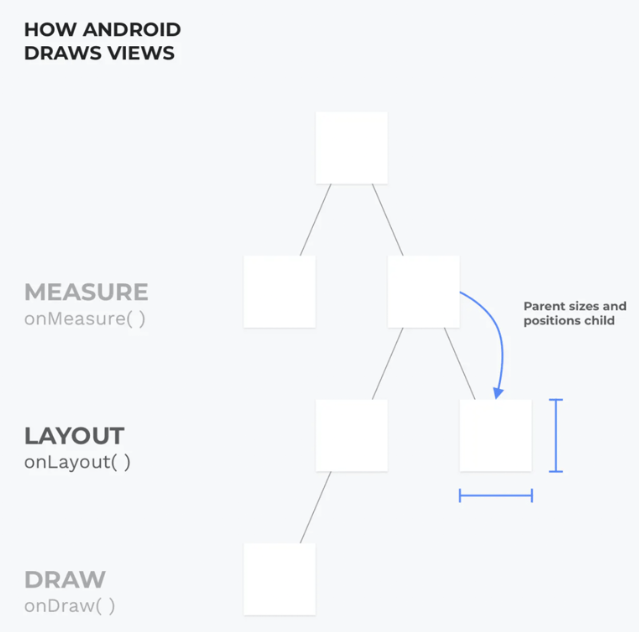 HOW ANDROID
DRAWS VIEWS
MEASURE
onMeasure( )
Parent sizes and
positions child
LAYOUT
onLayout( )
DRAW
onDraw( )